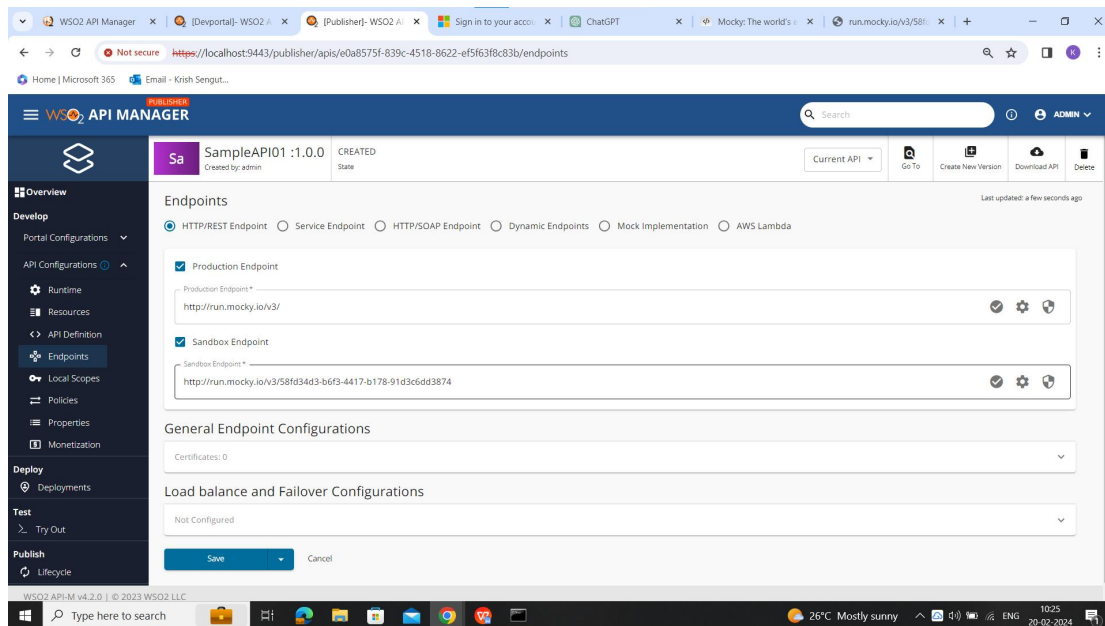 WSO2 API Manager
[Devportal]- WSO2 A
[Publisher]- WSO2 A
Sign in to your accou
ChatGPT
Mocky: The world's
run.mocky.io/v3/58f
Not secure https://localhost:9443/publisher/apis/e0a8575f-839c-4518-8622-ef5f63f8c83b/endpoints
K
Home | Microsoft 365
Email - Krish Sengut...
PUBLISHER
WSO2 API MANAGER
Search
ADMIN
Sa
SampleAPI01 :1.0.0
Created by: admin
CREATED
State
Current API
Go To
Create New Version
Download API
Delete
Overview
Develop
Portal Configurations
API Configurations
Runtime
Resources
API Definition
Endpoints
Local Scopes
Policies
Properties
Monetization
Deploy
Deployments
Test
Try Out
Publish
Lifecycle
Endpoints
Last updated: a few seconds ago
HTTP/REST Endpoint
Service Endpoint
HTTP/SOAP Endpoint
Dynamic Endpoints
Mock Implementation
AWS Lambda
Production Endpoint
Production Endpoint *
http://run.mocky.io/v3/
Sandbox Endpoint
Sandbox Endpoint *
http://run.mocky.io/v3/58fd34d3-b6f3-4417-b178-91d3c6dd3874
General Endpoint Configurations
Certificates: 0
Load balance and Failover Configurations
Not Configured
Save
Cancel
WSO2 API-M v4.2.0 | © 2023 WSO2 LLC
Type here to search
26°C Mostly sunny
ENG
10:25
20-02-2024